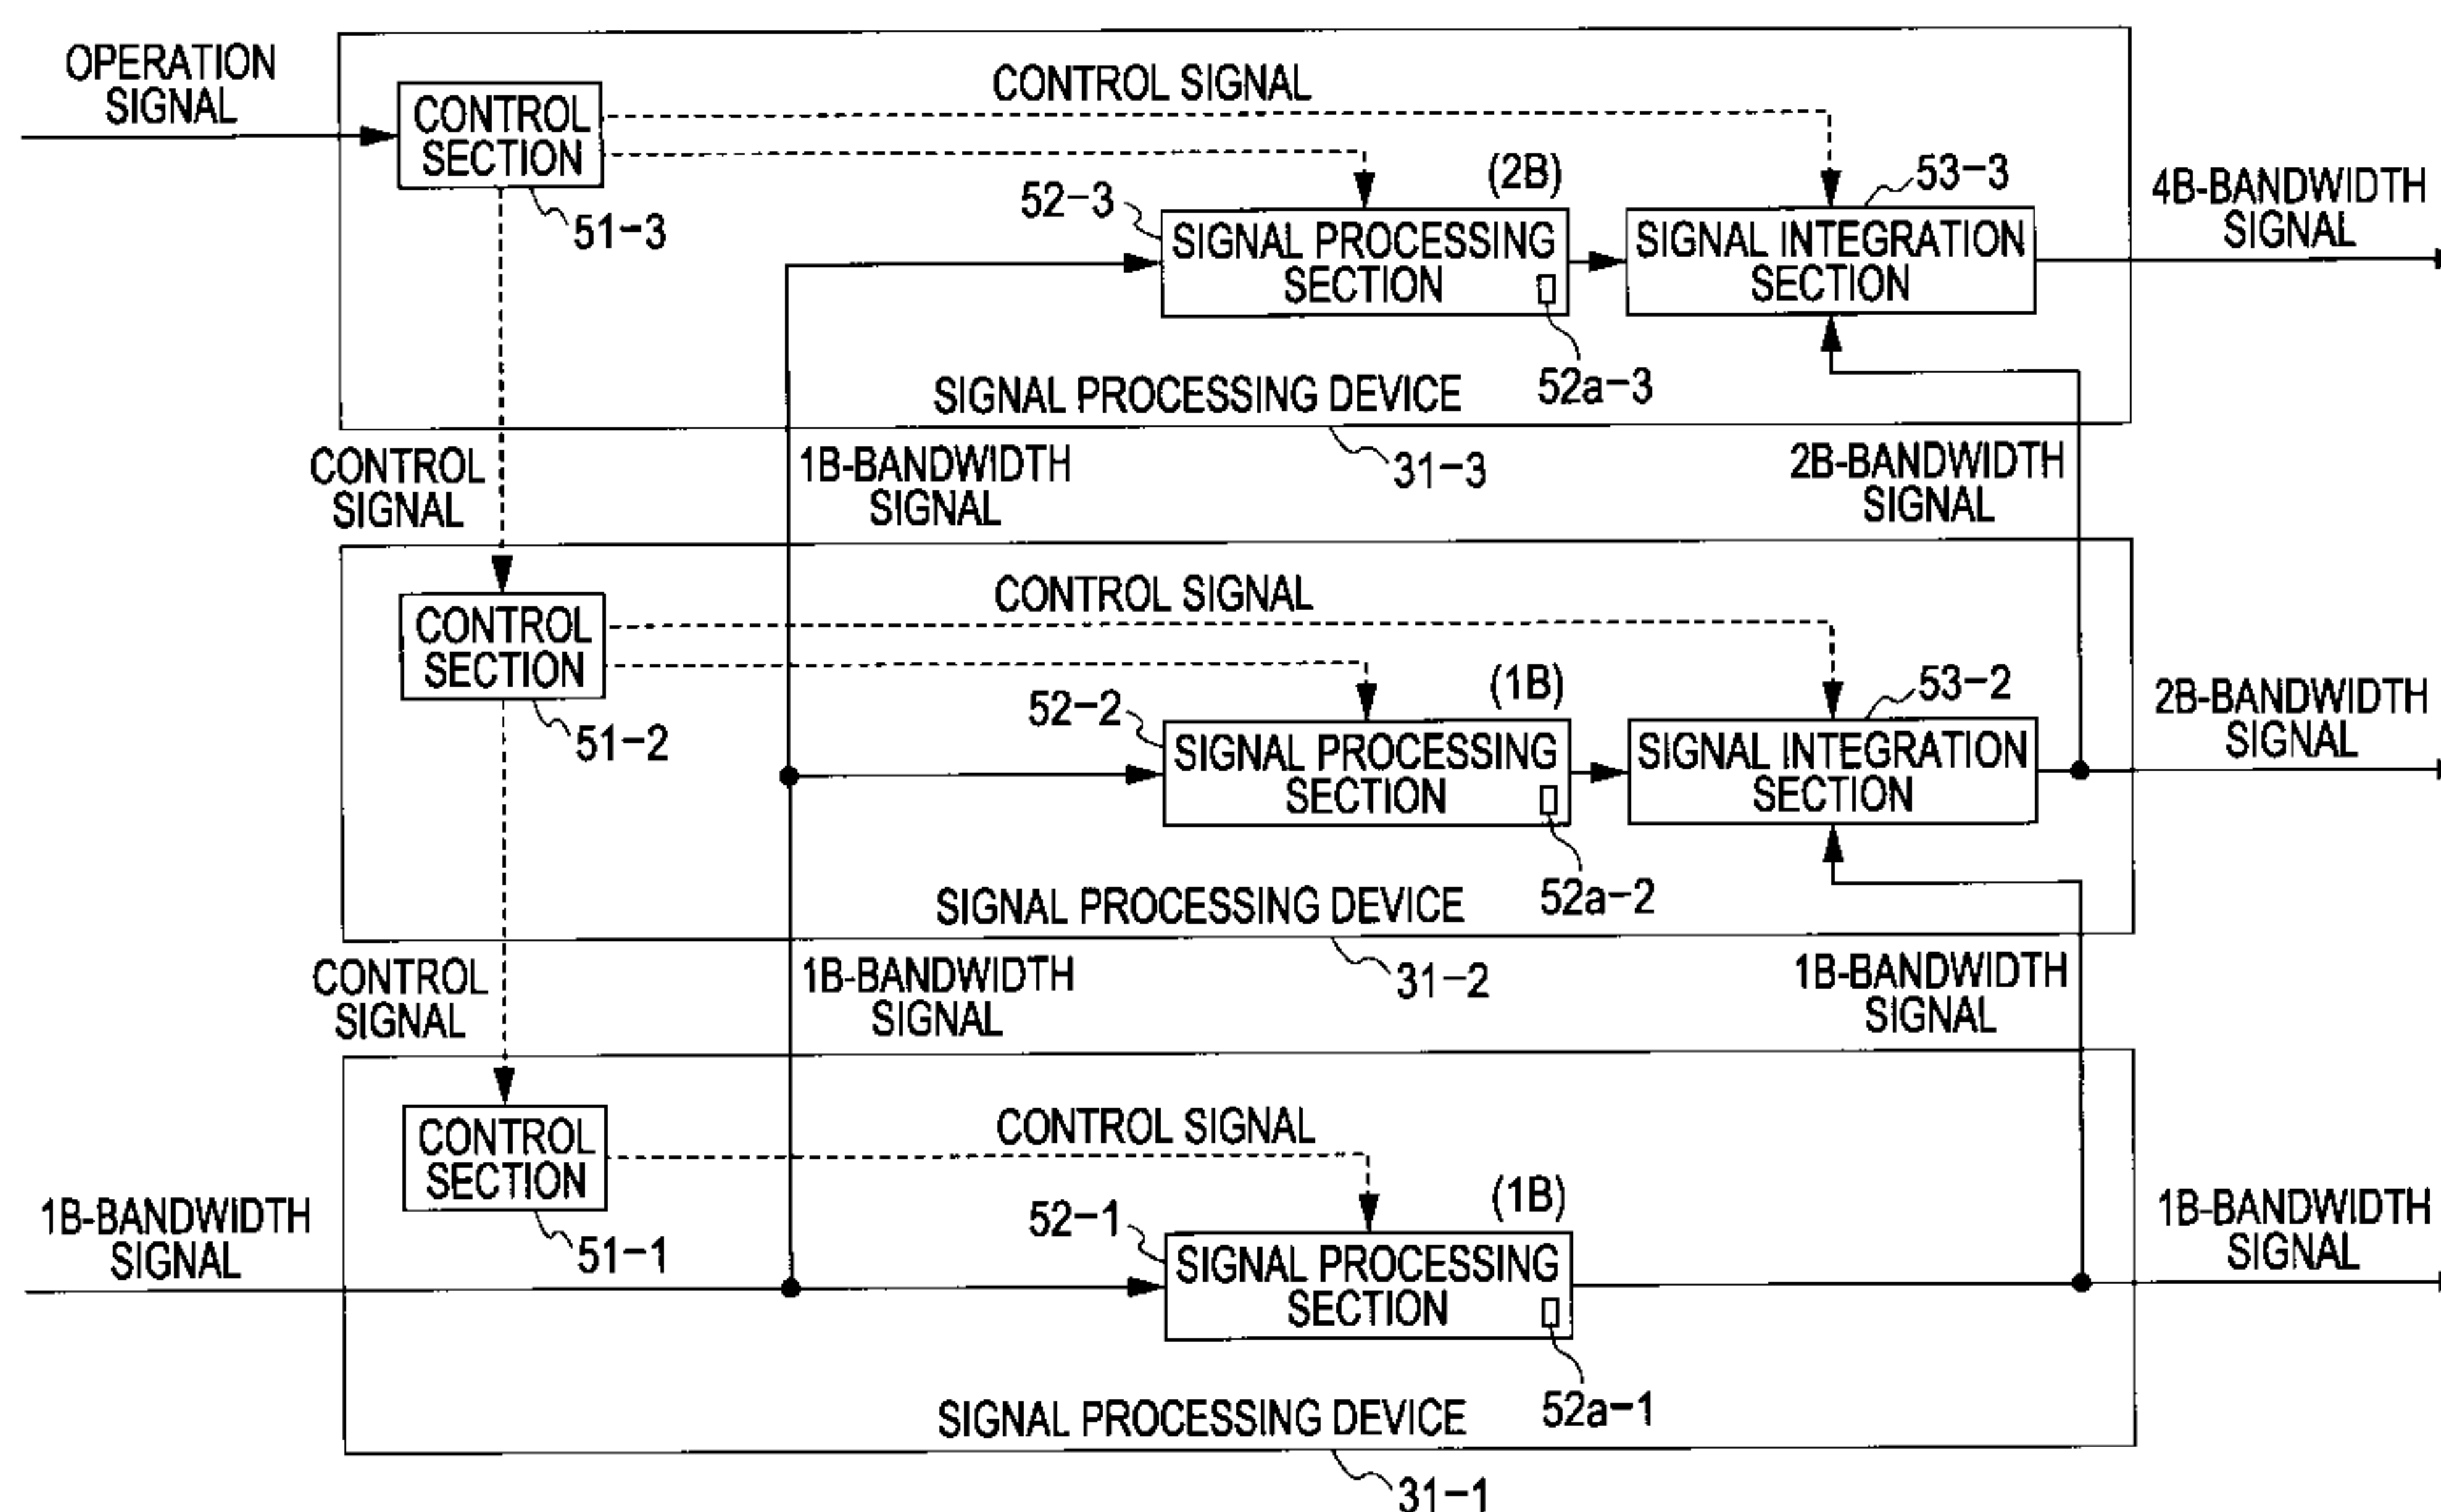 OPERATION
SIGNAL
CONTROL
SECTION
51-3
CONTROL SIGNAL
52-3
(2B)
SIGNAL PROCESSING
SECTION
52a-3
53-3
SIGNAL INTEGRATION
SECTION
4B-BANDWIDTH
SIGNAL
SIGNAL PROCESSING DEVICE
31-3
CONTROL
SIGNAL
1B-BANDWIDTH
SIGNAL
2B-BANDWIDTH
SIGNAL
CONTROL
SECTION
51-2
CONTROL SIGNAL
52-2
(1B)
SIGNAL PROCESSING
SECTION
52a-2
53-2
SIGNAL INTEGRATION
SECTION
2B-BANDWIDTH
SIGNAL
SIGNAL PROCESSING DEVICE
31-2
CONTROL
SIGNAL
1B-BANDWIDTH
SIGNAL
1B-BANDWIDTH
SIGNAL
CONTROL
SECTION
51-1
CONTROL SIGNAL
1B-BANDWIDTH
SIGNAL
52-1
(1B)
SIGNAL PROCESSING
SECTION
52a-1
1B-BANDWIDTH
SIGNAL
SIGNAL PROCESSING DEVICE
31-1